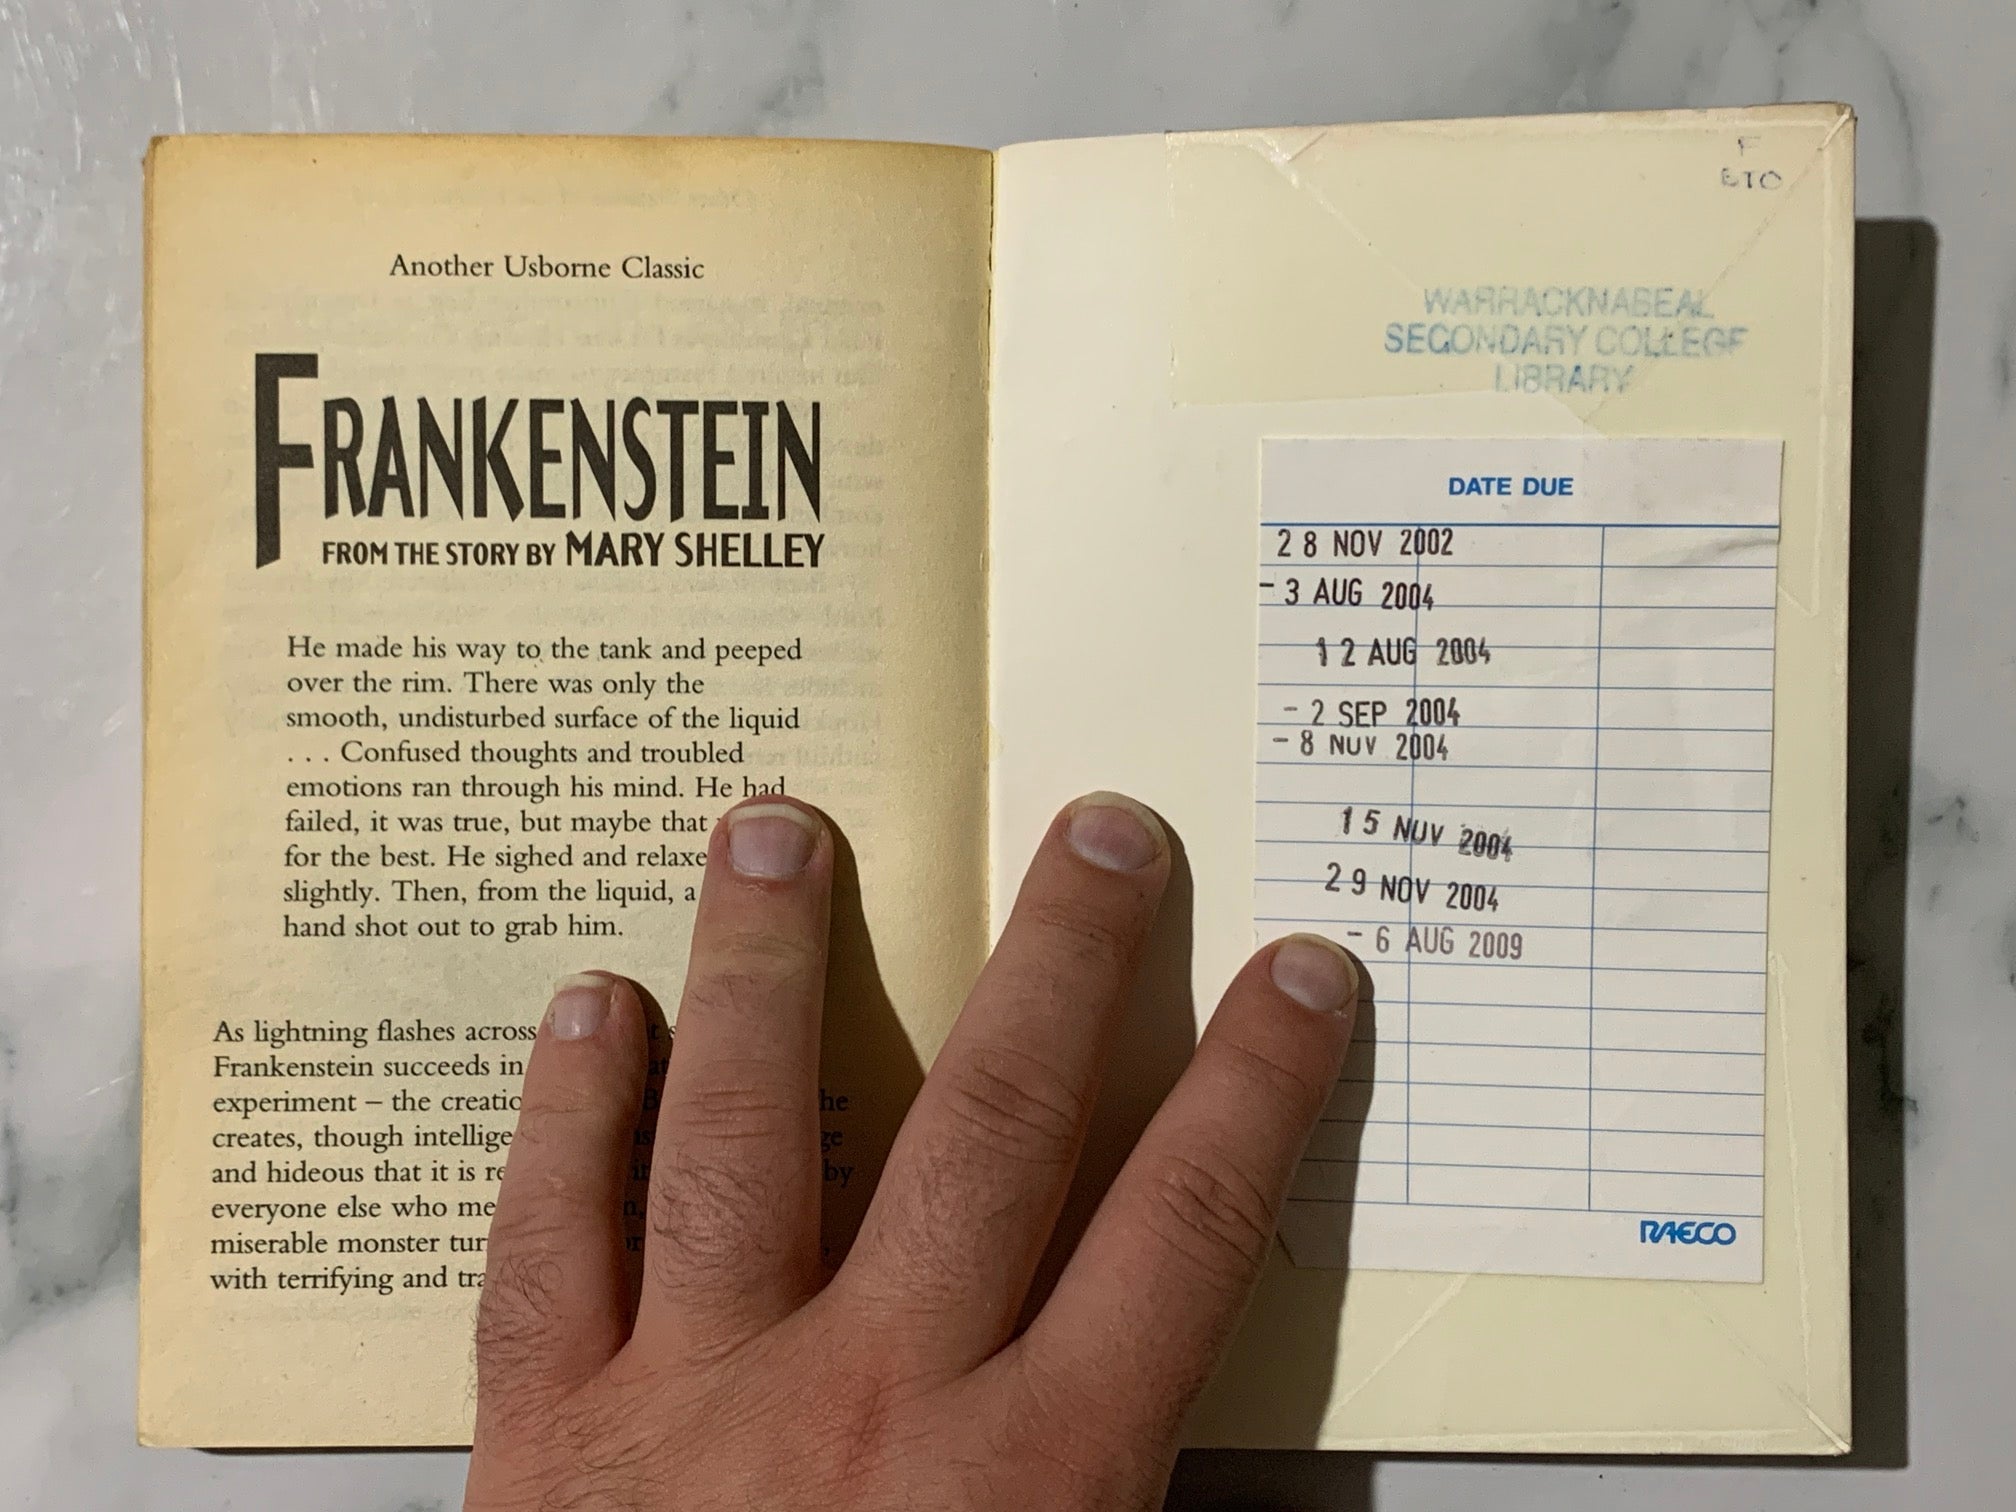 Another Usborne Classic
FRANKENSTEIN
FROM THE STORY BY MARY SHELLEY
He made his way to the tank and peeped
over the rim. There was only the
smooth, undisturbed surface of the liquid
. . . Confused thoughts and troubled
emotions ran through his mind. He had
failed, it was true, but maybe that
for the best. He sighed and
slightly. Then, from the liquid, a
hand shot out to grab him.
As lightning flashes across
Frankenstein succeeds in
experiment – the
creates, though
and hideous that it is by
everyone else who
miserable monster
with terrifying and
F
ETO
WARRACKNABEAL
SECONDARY COLLEGE
LIBRARY
DATE DUE
28 NOV 2002
- 3 AUG 2004
12 AUG 2004
- 2 SEP 2004
- 8 NOV 2004
15 NOV 2004
29 NOV 2004
- 6 AUG 2009
RAECO